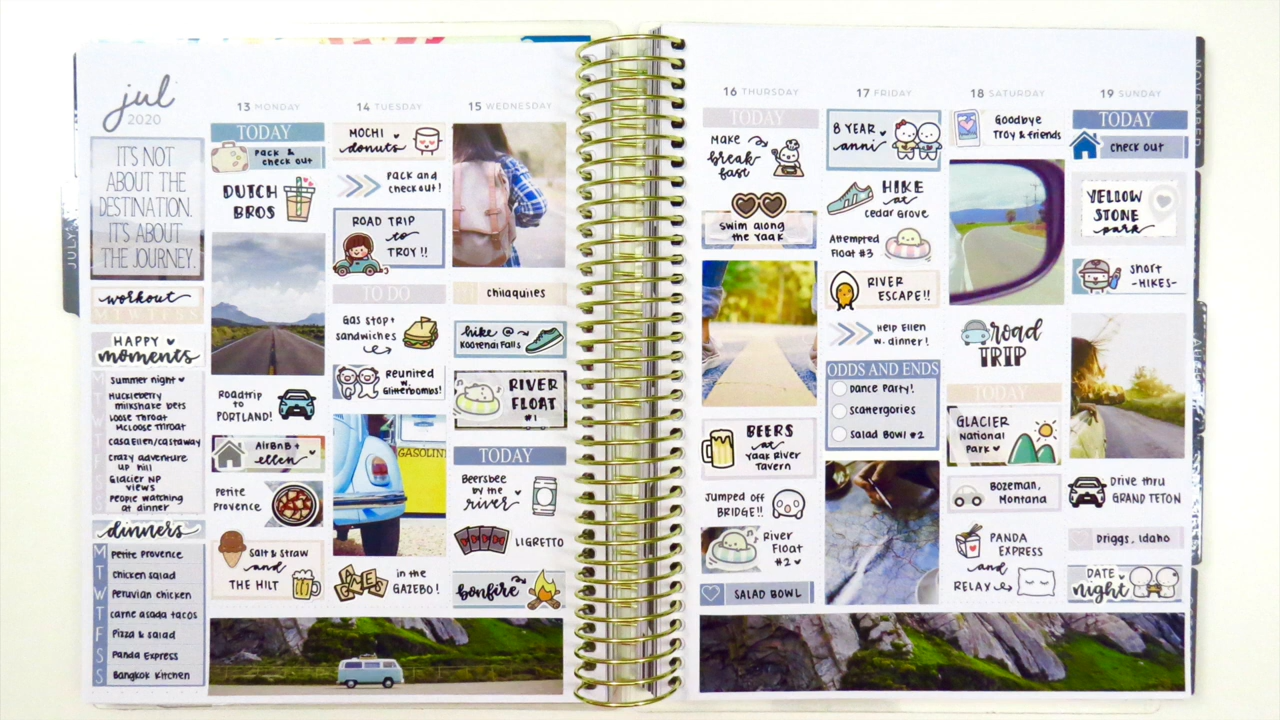 jul
2020
IT'S NOT
ABOUT THE
DESTINATION.
IT'S ABOUT
THE JOURNEY.
workout
M T W T F S S
HAPPY
moments
Summer night
Huckleberry
milkshake bets
Loose Throat
McLoose Throat
casaEllen/castaway
crazy adventure
up hill
Glacier NP
views
People watching
at dinner
dinners
M Petite Provence
T Chicken salad
W Peruvian chicken
T carne asada tacos
F Pizza & salad
S Panda Express
S Bangkok Kitchen
13 MONDAY
TODAY
Pack &
check out
DUTCH
BROS
Roadtrip
to
PORTLAND!
AirBnB +
ellen
Petite
Provence
Salt & Straw
and
THE HILT
14 TUESDAY
MOCHI
donuts
Pack and
check out!
ROAD TRIP
to
TROY!!
TO DO
Gas stop +
sandwiches
Reunited
w.
Glitterbombs!
GASOLIN
GAMES
in the
GAZEBO!
15 WEDNESDAY
chilaquiles
hike @
Kootenai Falls
RIVER
FLOAT
#1
TODAY
Beersbee
by the
river
LIGRETTO
bonfire
16 THURSDAY
TODAY
Make
break
fast
swim along
the Yaak
BEERS
at
Yaak River
Tavern
Jumped off
BRIDGE!!
River
Float
#2
SALAD BOWL
17 FRIDAY
8 YEAR
anni
HIKE
at
cedar Grove
Attempted
Float #3
RIVER
ESCAPE!!
Help Ellen
w. dinner!
ODDS AND ENDS
Dance Party!
scatergories
Salad Bowl #2
18 SATURDAY
Goodbye
Troy & friends
road
TRIP
TODAY
GLACIER
National
Park
Bozeman,
Montana
PANDA
EXPRESS
and
RELAX
19 SUNDAY
TODAY
check out
YELLOW
STONE
park
short
-HIKES-
Drive thru
GRAND TETON
Driggs, Idaho
DATE
night
JULY
NOVEMBER